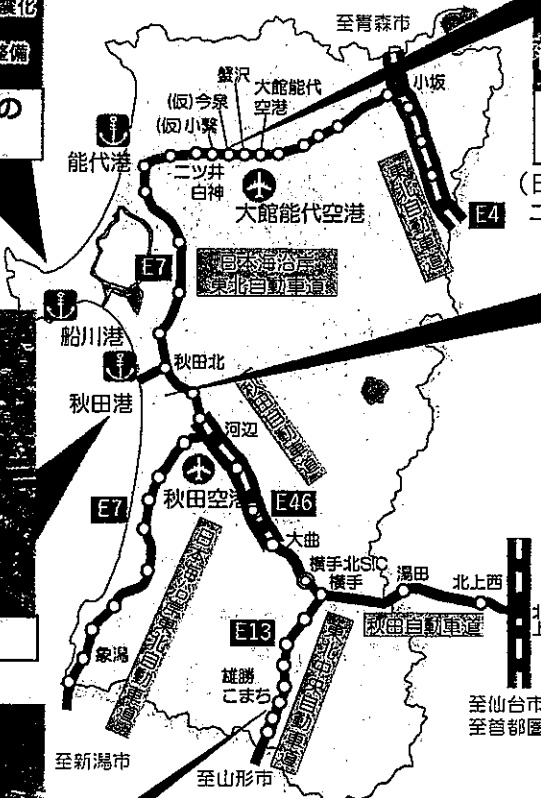 整備
の
至青森市
小坂
蟹沢
大館能代
空港
(仮)今泉
(仮)小繋
能代港
二ツ井
白神
大館能代空港
東北自動車道
E4
E7
日本海沿岸
東北自動車道
船川港
秋田北
秋田港
秋田自動車道
河辺
秋田空港
E7
E46
大曲
横手北SIC
横手
湯田
北上西
秋田自動車道
E13
日本海沿岸東北自動車道
東北中央自動車道
象潟
雄勝
こまち
至仙台市
至首都圏
至新潟市
至山形市